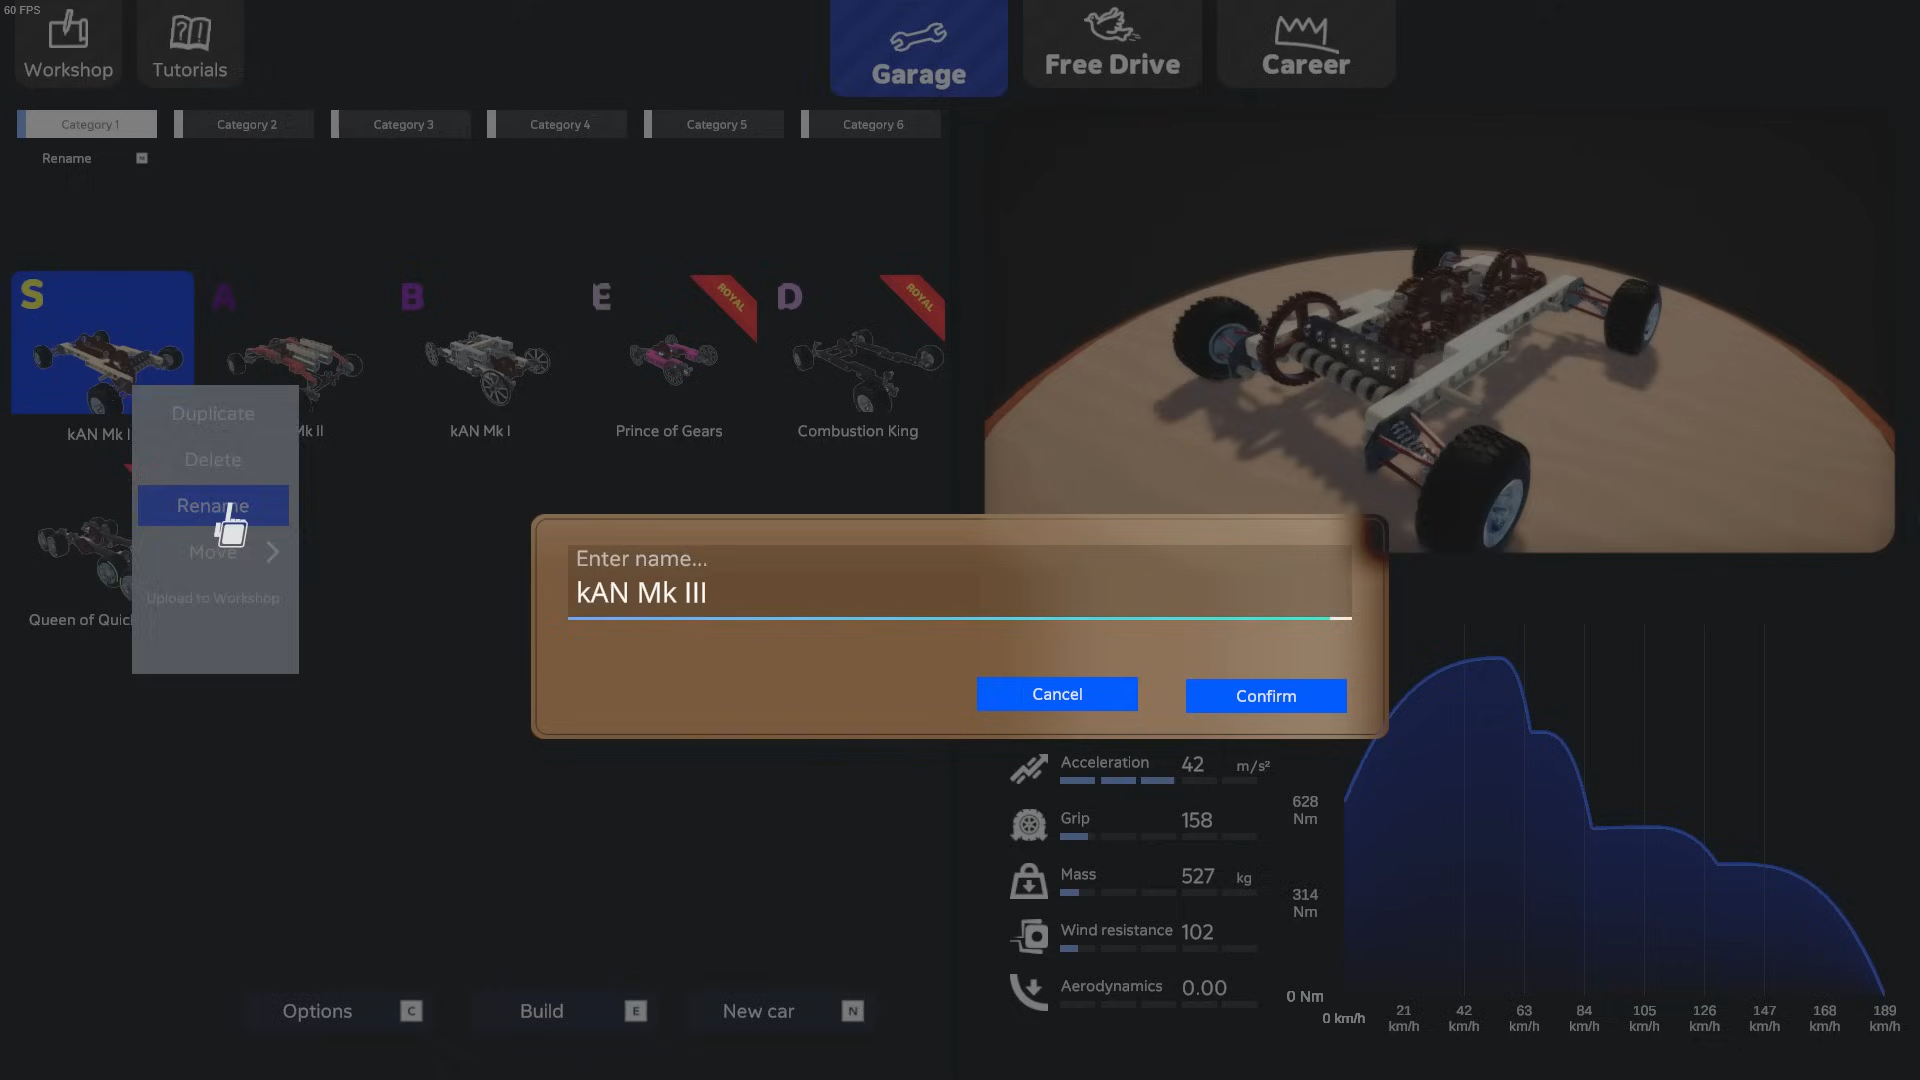 60 FPS
Workshop
Tutorials
Garage
Free Drive
Career
Category 1
Category 2
Category 3
Category 4
Category 5
Category 6
Rename
S
A
B
E
ROYAL
D
ROYAL
kAN Mk I
Mk II
kAN Mk I
Prince of Gears
Combustion King
Duplicate
Delete
Rename
Move
Upload to Workshop
Queen of Quic
Enter name...
kAN Mk III
Cancel
Confirm
Acceleration 42 m/s²
Grip 158
Mass 527 kg
Wind resistance 102
Aerodynamics 0.00
628
Nm
314
Nm
0 Nm
0 km/h
21
km/h
42
km/h
63
km/h
84
km/h
105
km/h
126
km/h
147
km/h
168
km/h
189
km/h
Options C
Build E
New car N